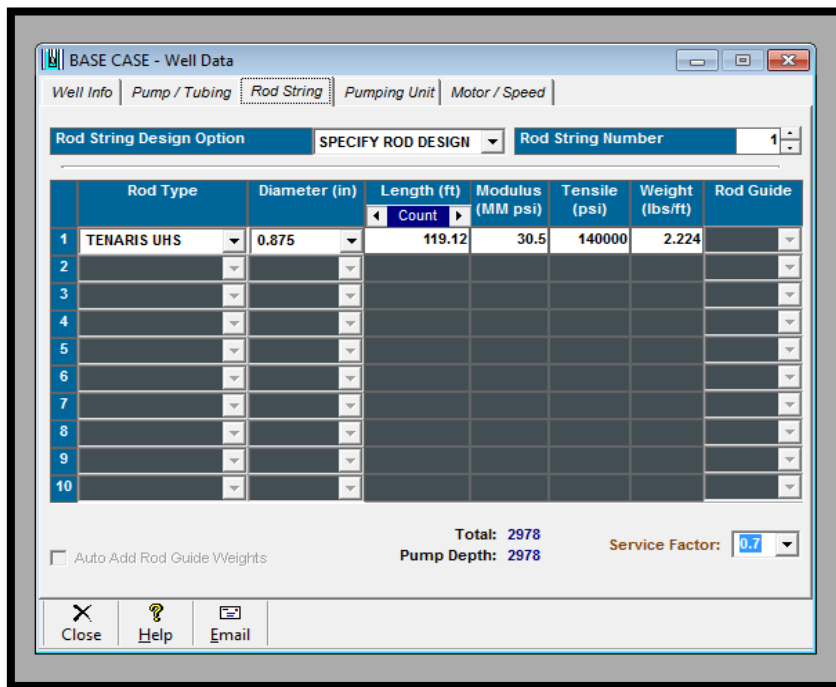 BASE CASE - Well Data
Well Info Pump / Tubing Rod String Pumping Unit Motor / Speed
Rod String Design Option SPECIFY ROD DESIGN Rod String Number 1
Rod Type Diameter (in) Length (ft) Modulus (MM psi) Tensile (psi) Weight (lbs/ft) Rod Guide
Count
1 TENARIS UHS 0.875 119.12 30.5 140000 2.224
2
3
4
5
6
7
8
9
10
Total: 2978
Auto Add Rod Guide Weights Pump Depth: 2978 Service Factor: 0.7
Close Help Email